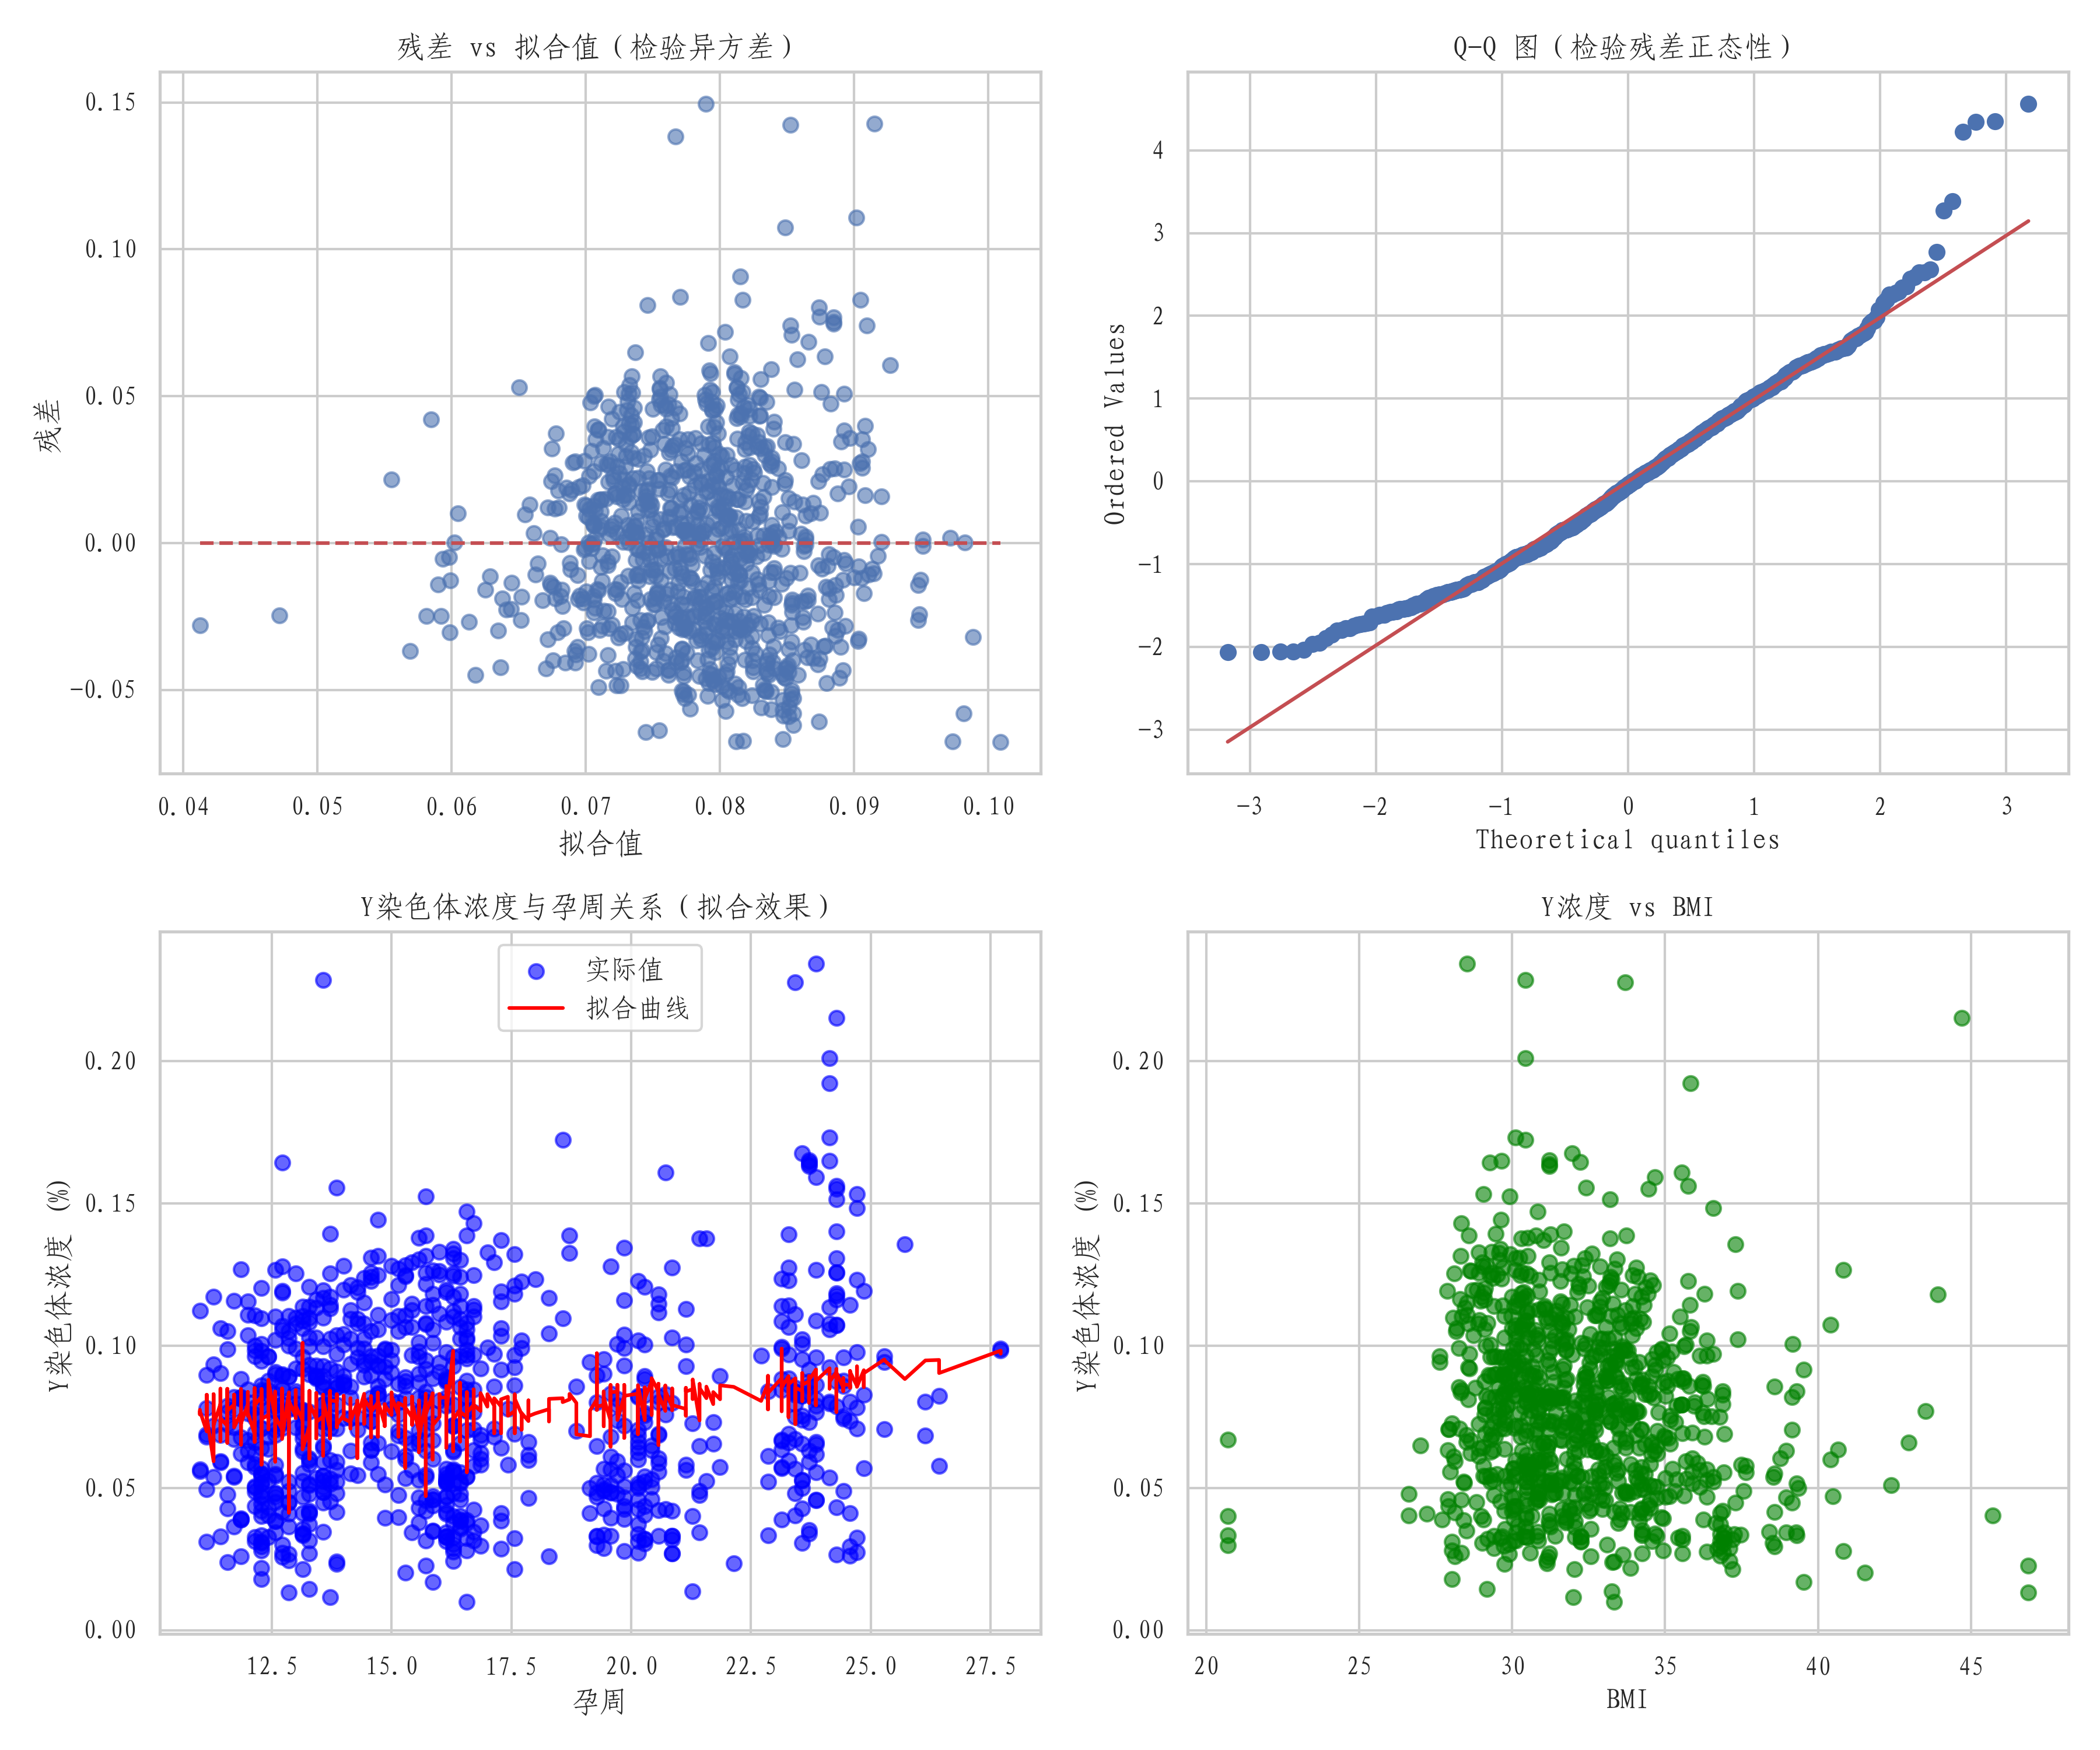 残差 vs 拟合值（检验异方差）
0.15
0.10
0.05
0.00
-0.05
残差
0.04 0.05 0.06 0.07 0.08 0.09 0.10
拟合值
Q-Q 图（检验残差正态性）
4
3
2
1
0
-1
-2
-3
Ordered Values
-3 -2 -1 0 1 2 3
Theoretical quantiles
Y染色体浓度与孕周关系（拟合效果）
实际值
拟合曲线
0.20
0.15
0.10
0.05
0.00
Y染色体浓度 (%)
12.5 15.0 17.5 20.0 22.5 25.0 27.5
孕周
Y浓度 vs BMI
0.20
0.15
0.10
0.05
0.00
Y染色体浓度 (%)
20 25 30 35 40 45
BMI